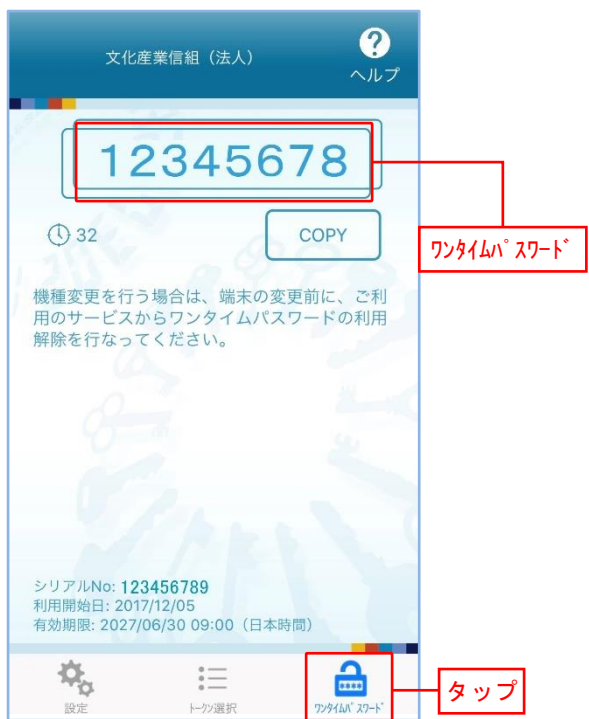 文化産業信組（法人）
?
ヘルプ
12345678
32
COPY
ﾜﾝﾀｲﾑﾊﾟｽﾜｰﾄﾞ
機種変更を行う場合は、端末の変更前に、ご利
用のサービスからワンタイムパスワードの利用
解除を行なってください。
シリアルNo: 123456789
利用開始日: 2017/12/05
有効期限: 2027/06/30 09:00（日本時間）
設定
ﾄｰｸﾝ選択
ﾜﾝﾀｲﾑﾊﾟｽﾜｰﾄﾞ
タップ